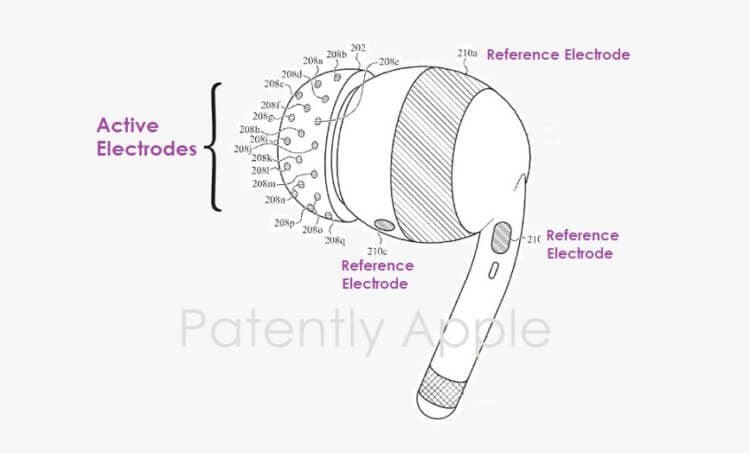 202
208b
208a
208e
208d
208c
208f
208g
208h
208i
208j
208k
208l
208m
208n
208p
208o
208q
210a
Reference Electrode
Active
Electrodes
210c
Reference
Electrode
Reference
Electrode
Patently Apple